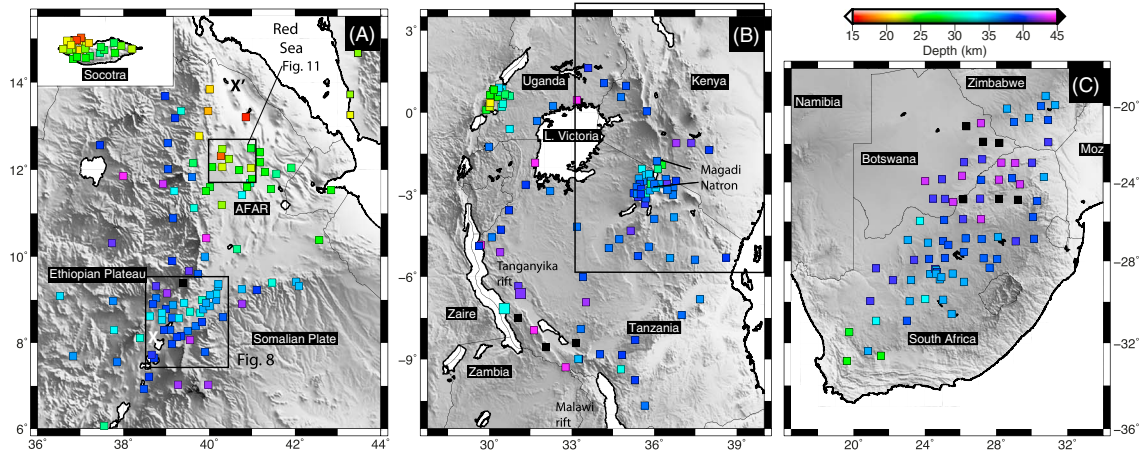 (A)
Red
Sea
Fig. 11
Socotra
X'
AFAR
Ethiopian Plateau
Somalian Plate
Fig. 8
14°
12°
10°
8°
6°
36
38
40
42
44
(B)
Uganda
Kenya
L. Victoria
Magadi
Natron
Tanganyika
rift
Zaire
Tanzania
Zambia
Malawi
rift
3°
0°
−3°
−6°
−9°
30°
33°
36°
39°
15
25
35
45
Depth (km)
(C)
Zimbabwe
Namibia
Botswana
Moz
South Africa
−20°
−24°
−28°
−32°
−36°
20°
24°
28°
32°